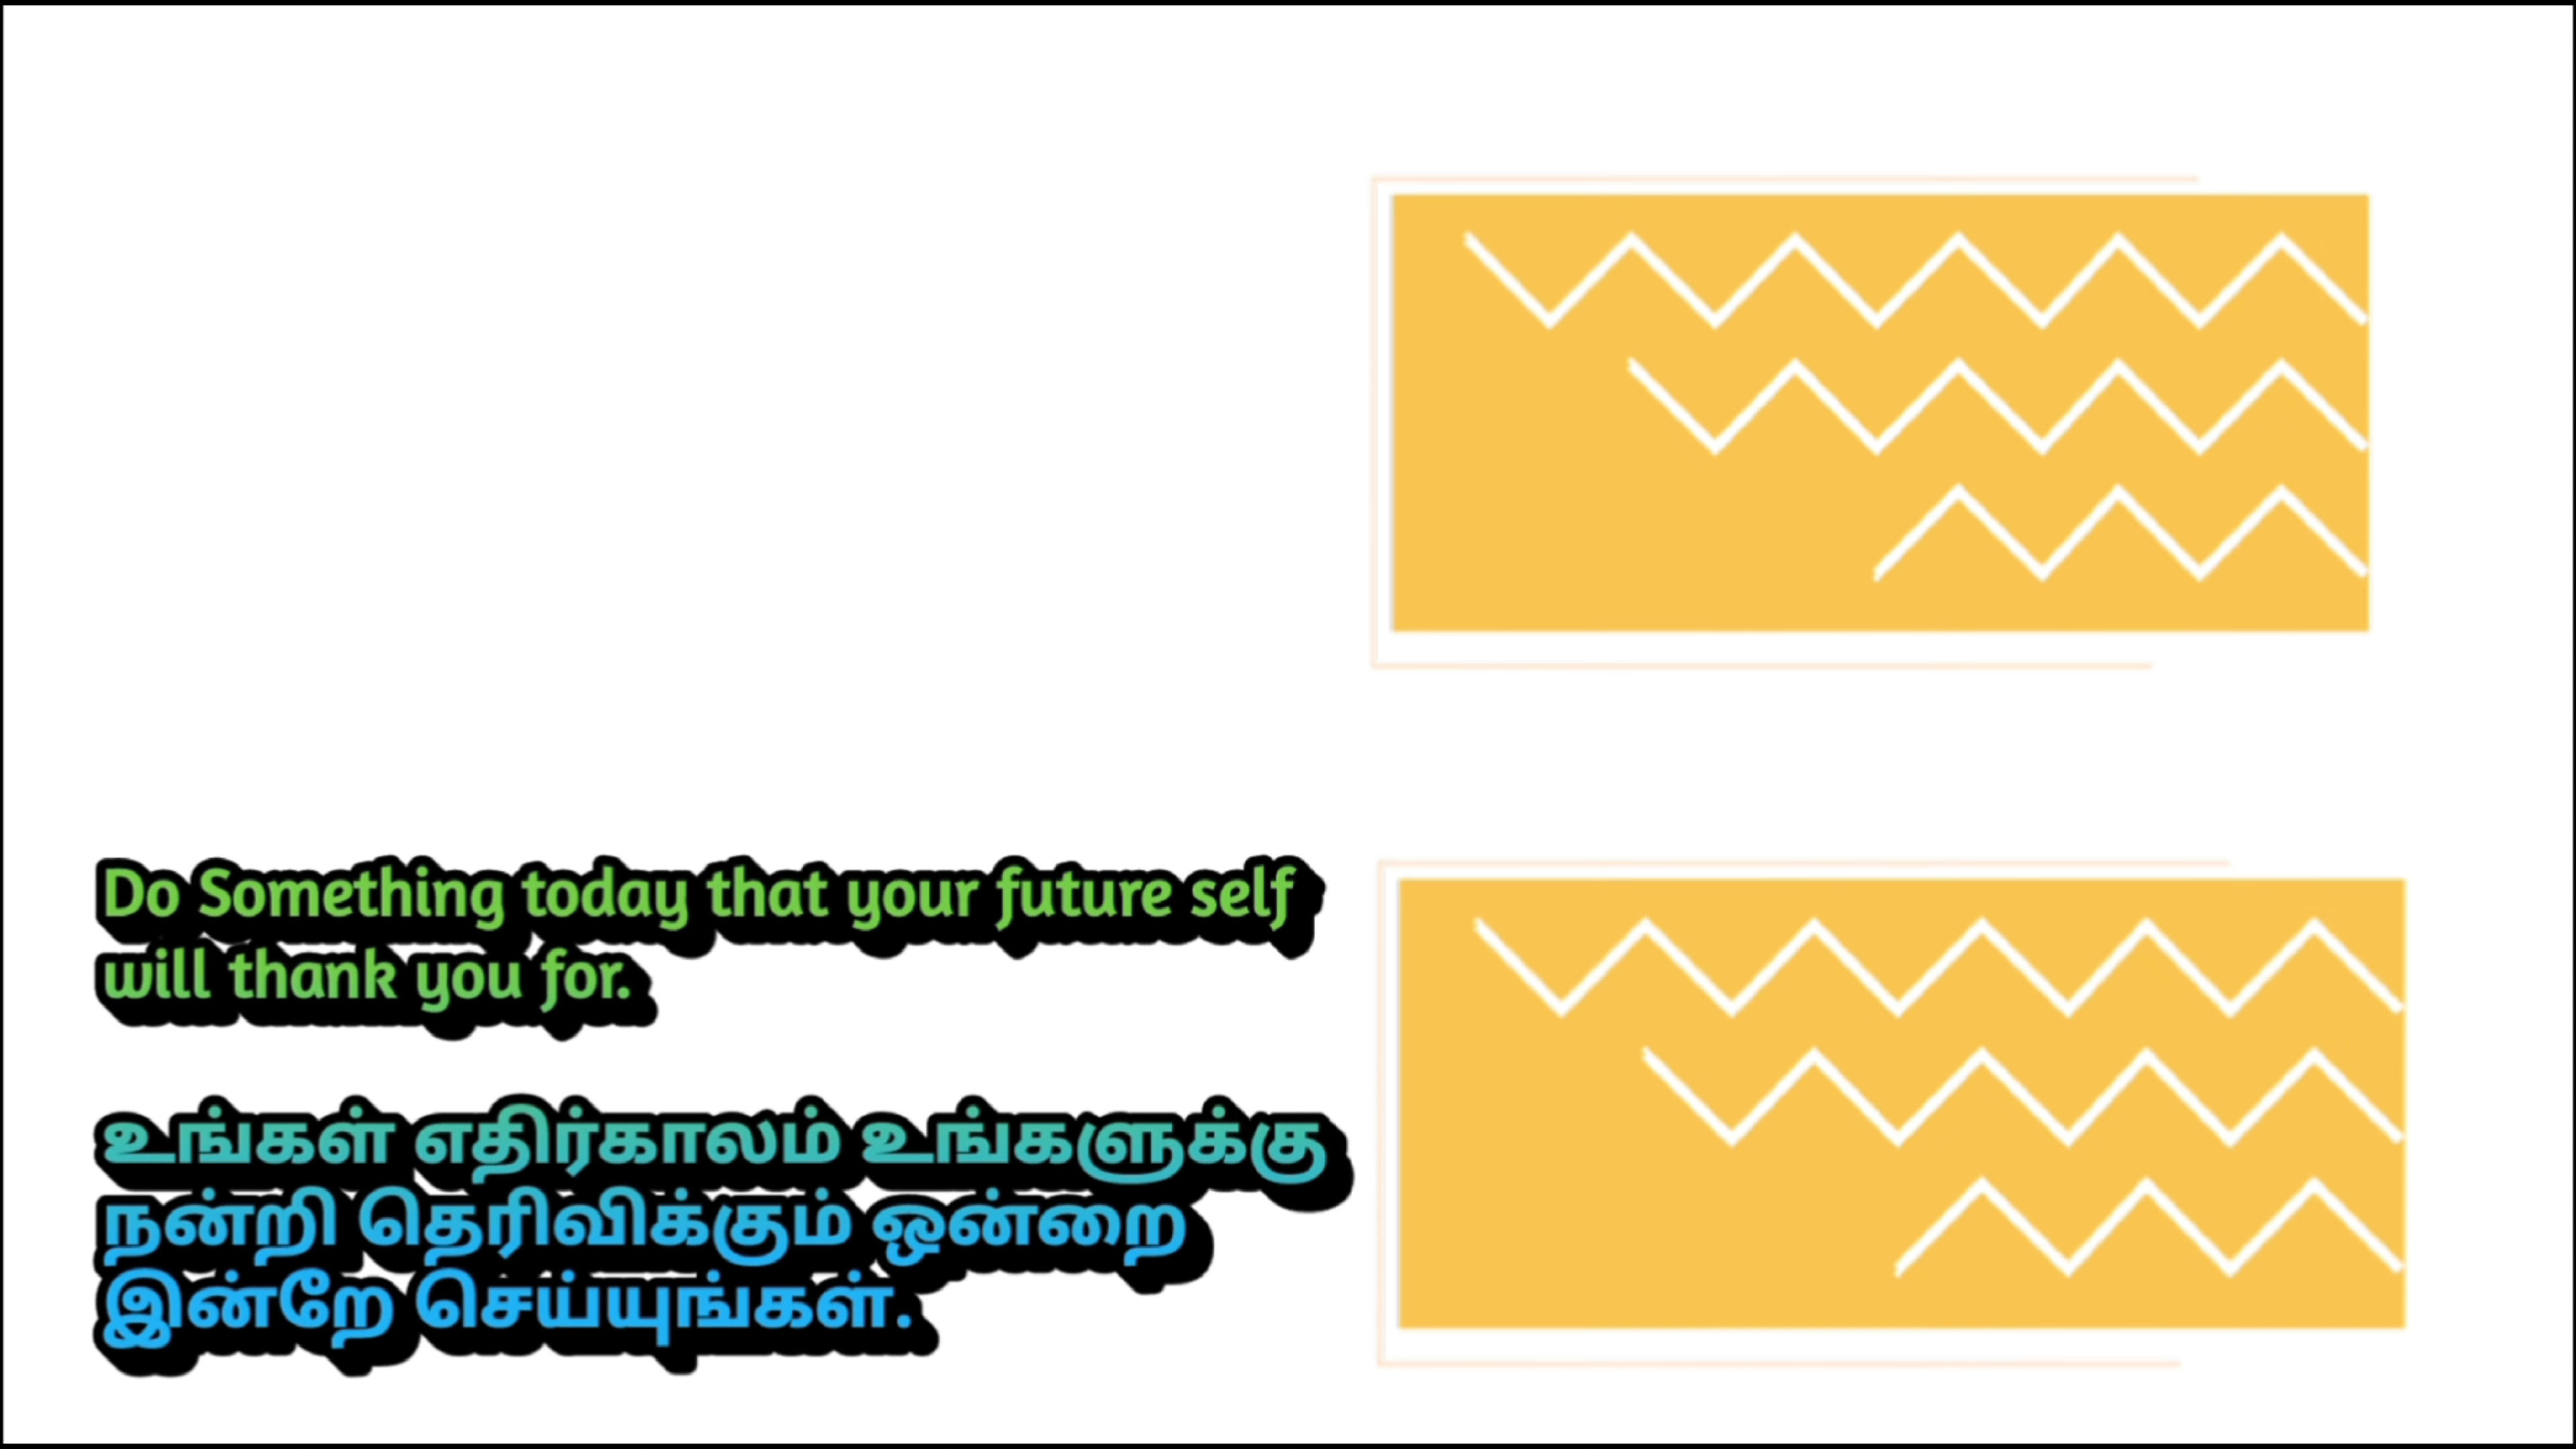 Do Something today that your future self
will thank you for.
உங்கள் எதிர்காலம் உங்களுக்கு
நன்றி தெரிவிக்கும் ஒன்றை
இன்றே செய்யுங்கள்.